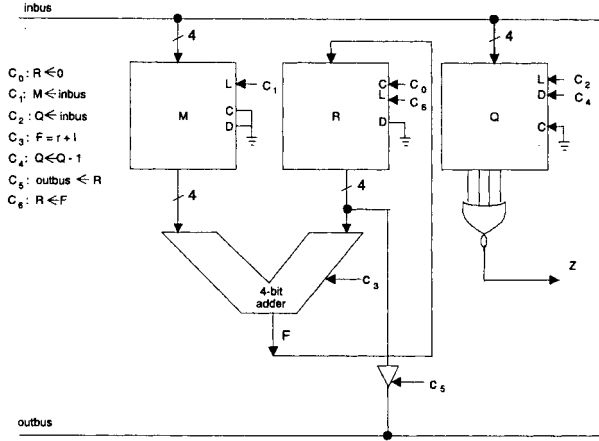 inbus
4
4
C0: R ← 0
C1: M ← inbus
C2: Q ← inbus
C3: F = r + l
C4: Q ← Q - 1
C5: outbus ← R
C6: R ← F
M
L
C1
C
D
R
C
C0
L
C6
D
Q
L
C2
D
C4
C
4
4
4-bit
adder
C3
F
Z
C5
outbus